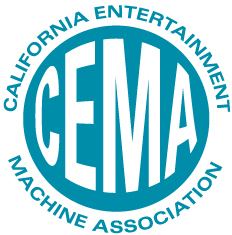 CALIFORNIA ENTERTAINMENT
CEMA
MACHINE ASSOCIATION